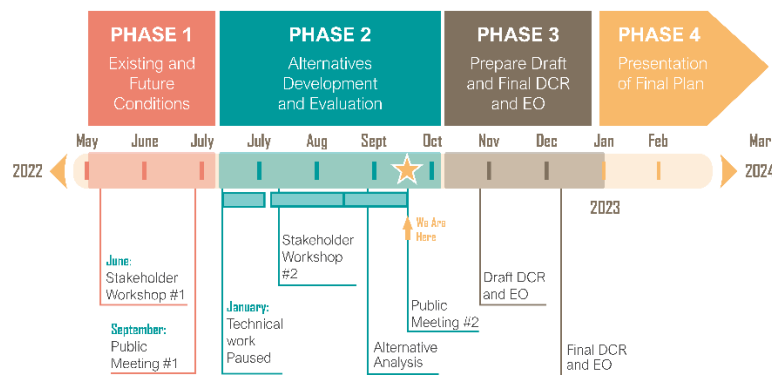 PHASE 1
Existing and
Future
Conditions
PHASE 2
Alternatives
Development
and Evaluation
PHASE 3
Prepare Draft
and Final DCR
and EO
PHASE 4
Presentation
of Final Plan
May
June
July
July
Aug
Sept
Oct
Nov
Dec
Jan
Feb
Mar
2022
2024
2023
We Are
Here
June:
Stakeholder
Workshop #1
September:
Public
Meeting #1
January:
Technical
work
Paused
Stakeholder
Workshop
#2
Alternative
Analysis
Public
Meeting #2
Draft DCR
and EO
Final DCR
and EO